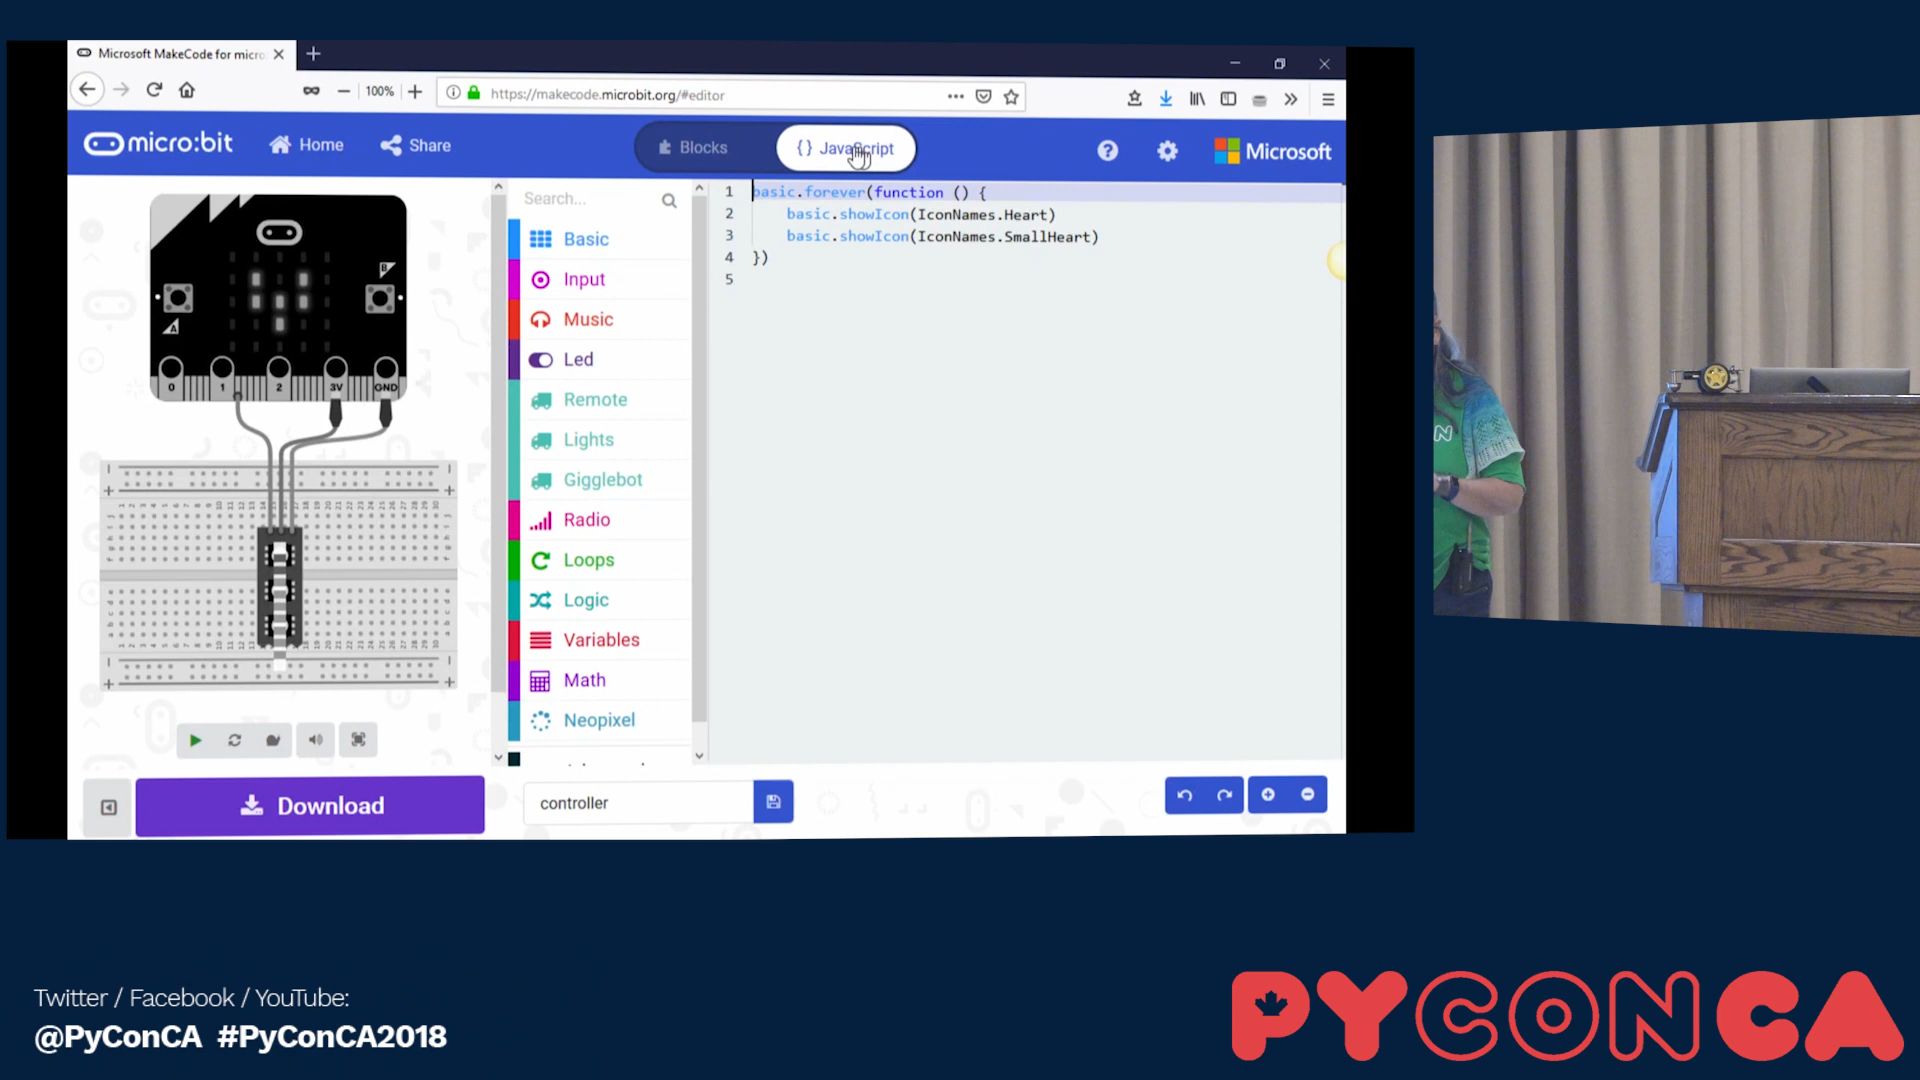 Microsoft MakeCode for micro:
100%
https://makecode.microbit.org/#editor
micro:bit
Home
Share
Blocks
{ } JavaScript
?
Microsoft
B
A
0 1 2 3V GND
Search...
Basic
Input
Music
Led
Remote
Lights
Gigglebot
Radio
Loops
Logic
Variables
Math
Neopixel
1 basic.forever(function () {
2 basic.showIcon(IconNames.Heart)
3 basic.showIcon(IconNames.SmallHeart)
4 })
5
Download
controller
N
Twitter / Facebook / YouTube:
@PyConCA #PyConCA2018
PYCONCA